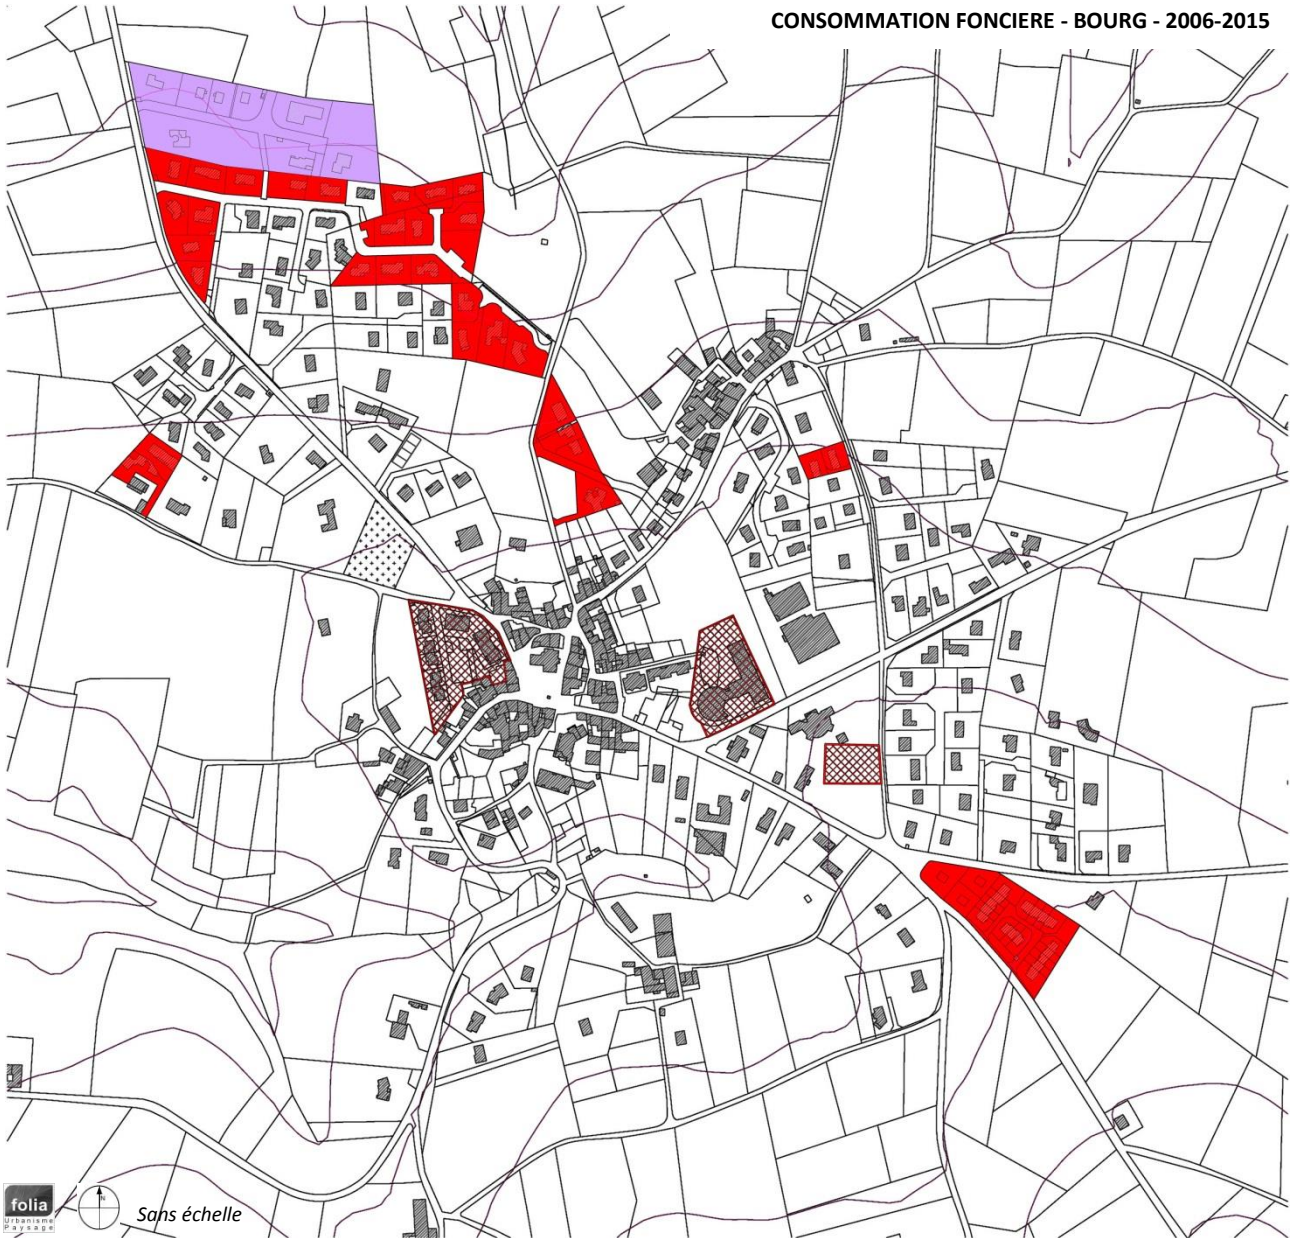 CONSOMMATION FONCIERE - BOURG - 2006-2015
N
folia
Urbanisme
Paysage
Sans échelle